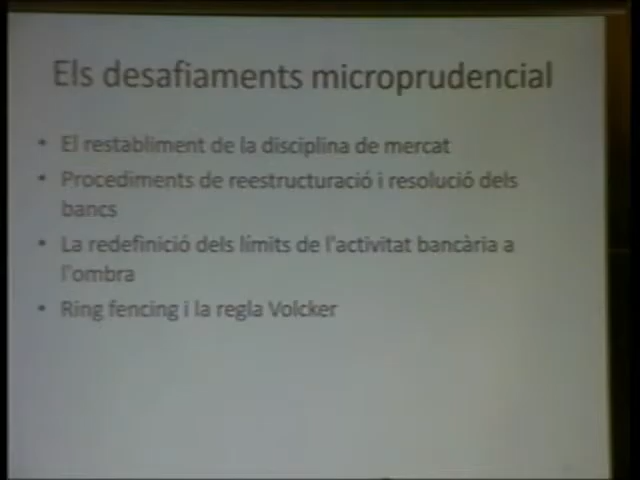 Els desafiaments microprudencial
• El restabliment de la disciplina de mercat
• Procediments de reestructuració i resolució dels
bancs
• La redefinició dels límits de l'activitat bancària a
l'ombra
• Ring fencing i la regla Volcker